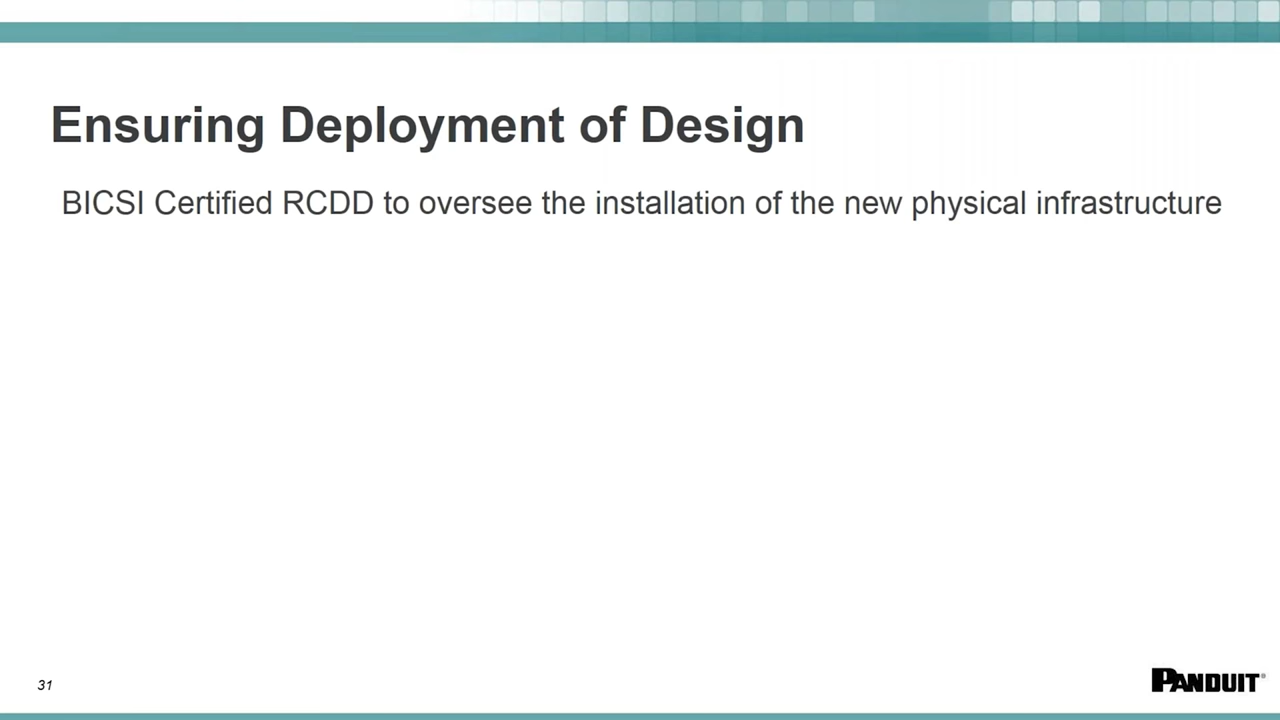 Ensuring Deployment of Design
BICSI Certified RCDD to oversee the installation of the new physical infrastructure
31
PANDUIT®